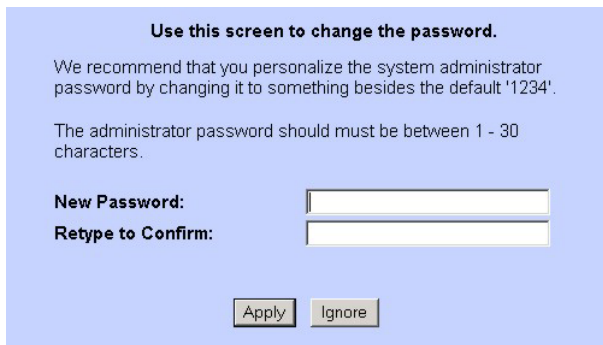 Use this screen to change the password.
We recommend that you personalize the system administrator
password by changing it to something besides the default '1234'.
The administrator password should must be between 1 - 30
characters.
New Password:
Retype to Confirm:
Apply Ignore